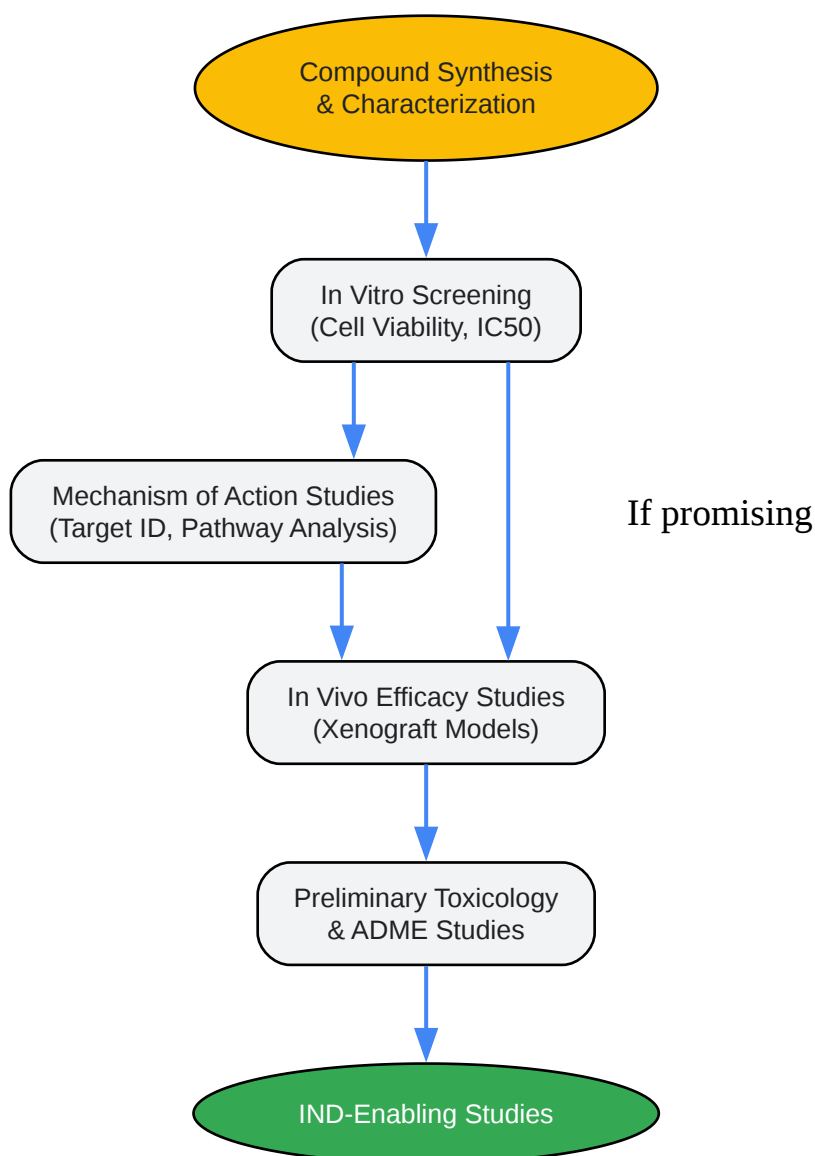 Compound Synthesis
& Characterization
In Vitro Screening
(Cell Viability, IC50)
Mechanism of Action Studies
(Target ID, Pathway Analysis)
If promising
In Vivo Efficacy Studies
(Xenograft Models)
Preliminary Toxicology
& ADME Studies
IND-Enabling Studies